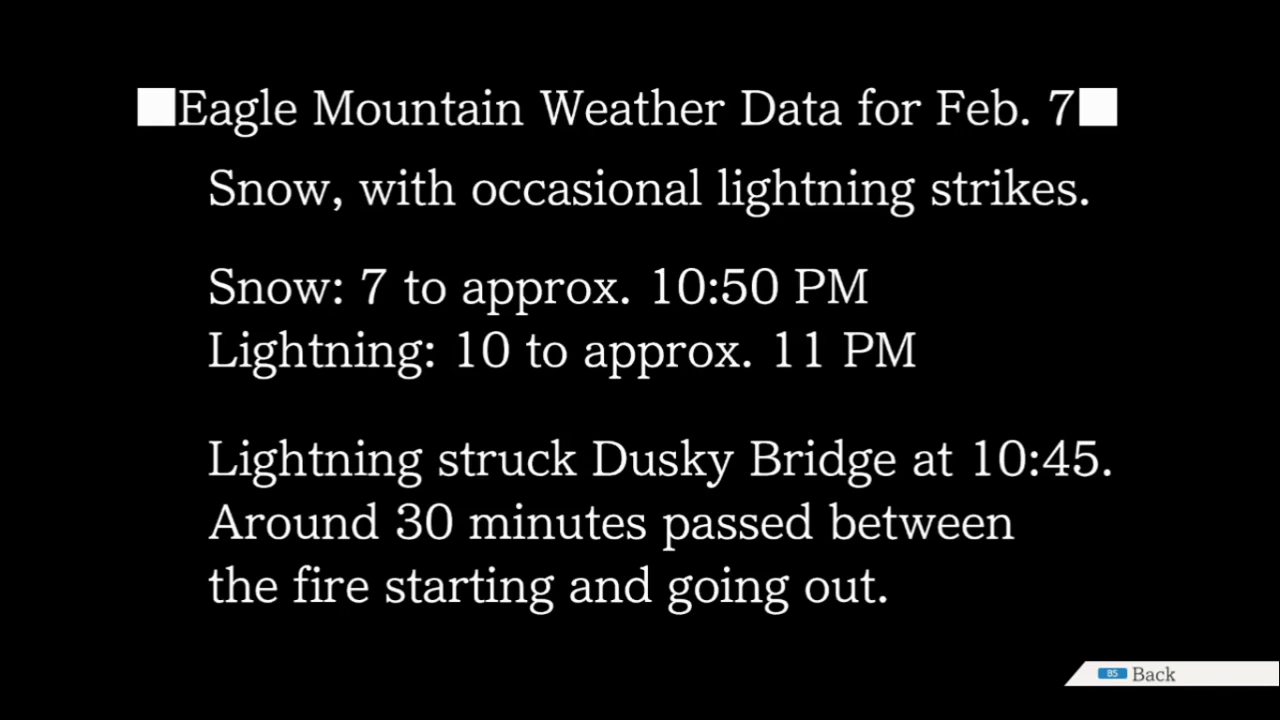 ■Eagle Mountain Weather Data for Feb. 7■
Snow, with occasional lightning strikes.
Snow: 7 to approx. 10:50 PM
Lightning: 10 to approx. 11 PM
Lightning struck Dusky Bridge at 10:45.
Around 30 minutes passed between
the fire starting and going out.
BS Back